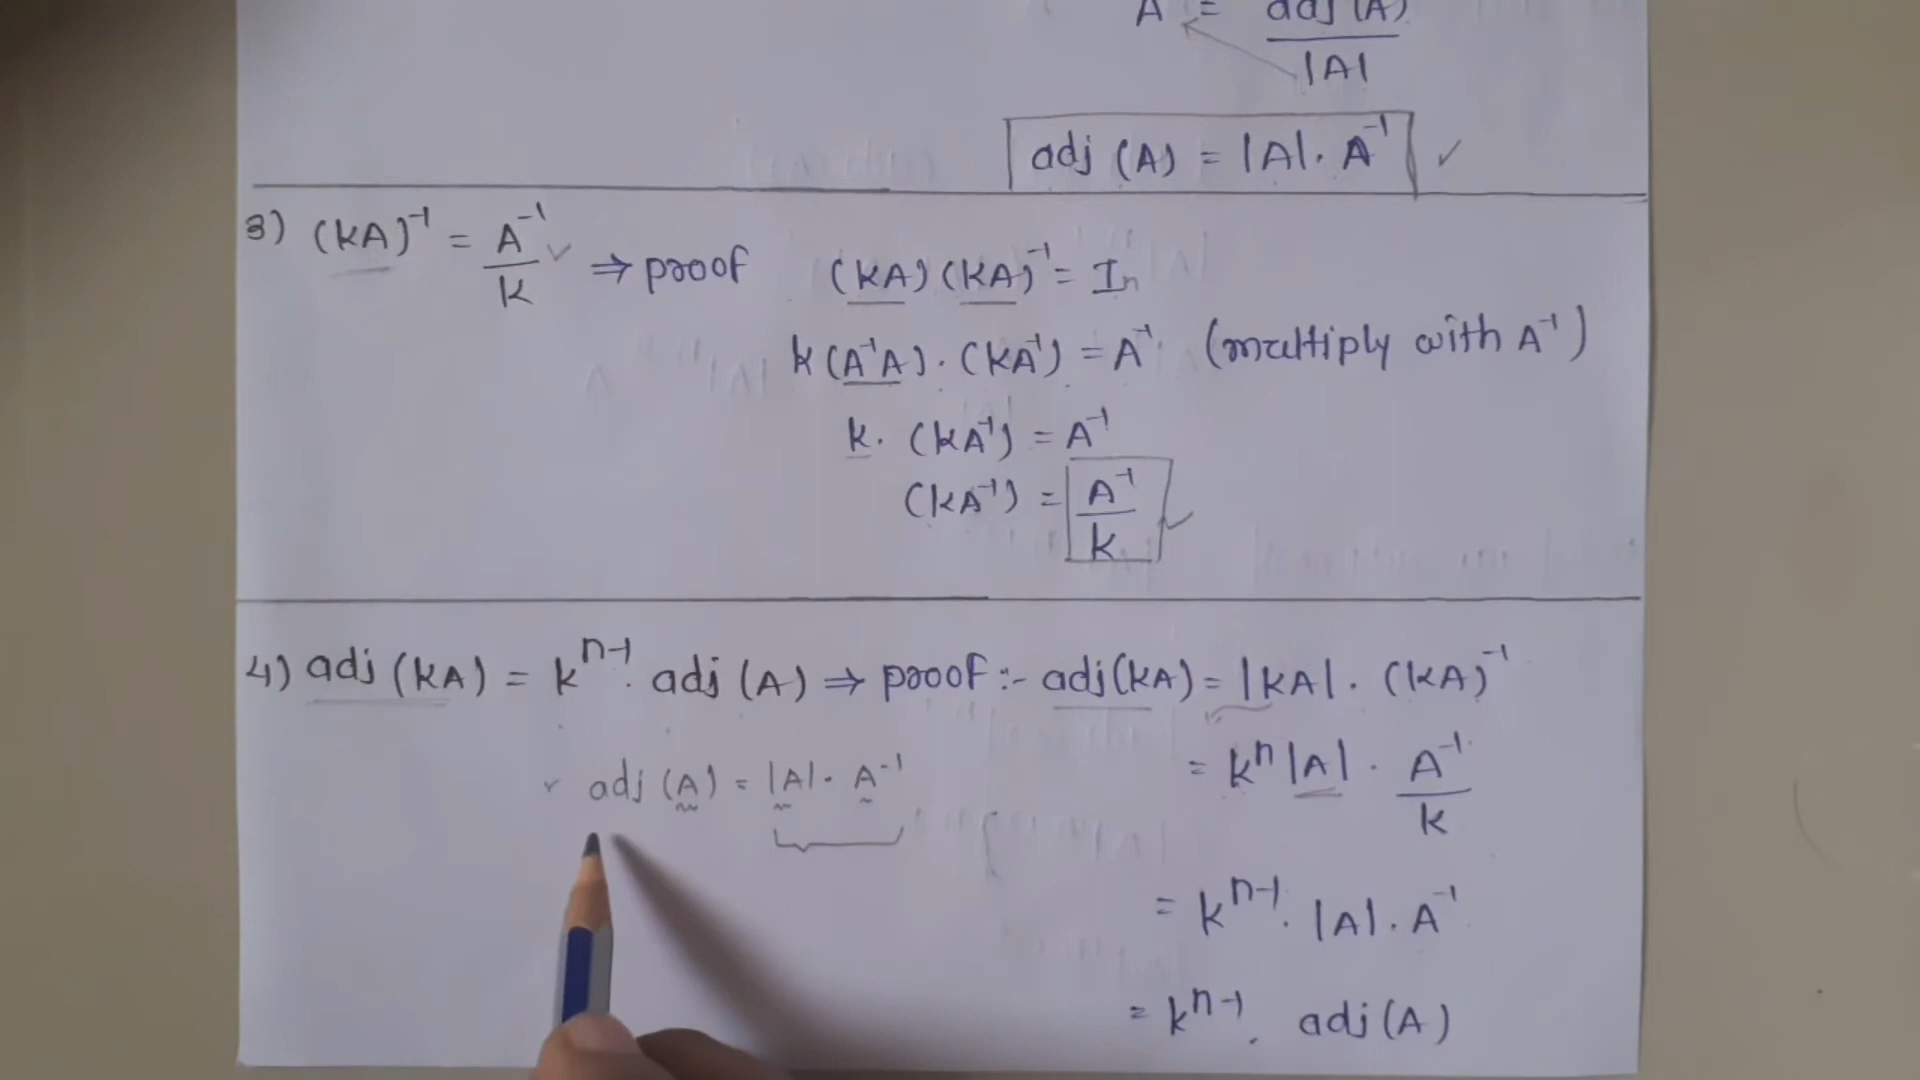 A = adj (A)
|A|
adj (A) = |A|. A⁻¹ ✓
3) (kA)⁻¹ = A⁻¹/k ✓ ⇒ proof (kA)(kA)⁻¹ = Iₙ
k(A⁻¹A). (kA⁻¹) = A⁻¹ (multiply with A⁻¹)
k. (kA⁻¹) = A⁻¹
(kA⁻¹) = A⁻¹/k ✓
4) adj (kA) = kⁿ⁻¹. adj (A) ⇒ proof :- adj(kA) = |kA|. (kA)⁻¹
✓ adj (A) = |A|. A⁻¹
= kⁿ |A| . A⁻¹/k
= kⁿ⁻¹. |A|. A⁻¹
= kⁿ⁻¹. adj(A)